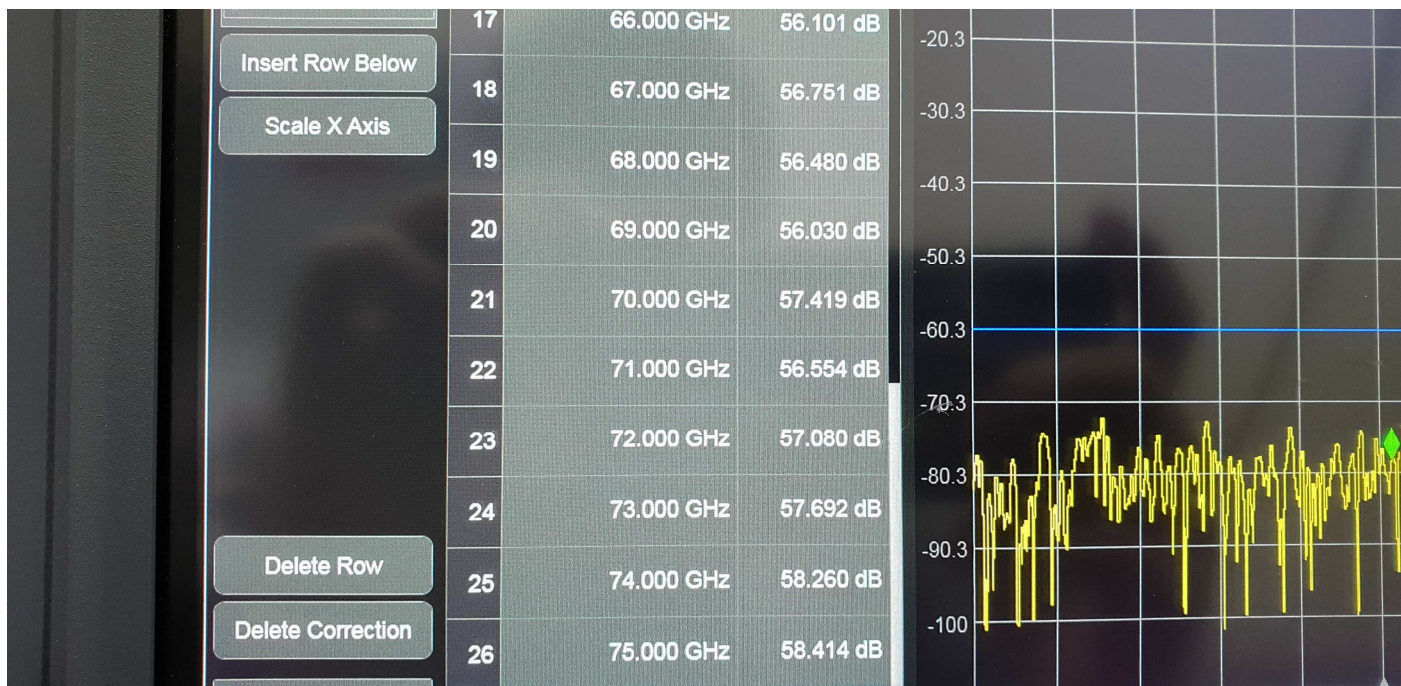 Insert Row Below
Scale X Axis
Delete Row
Delete Correction
17 66.000 GHz 56.101 dB
18 67.000 GHz 56.751 dB
19 68.000 GHz 56.480 dB
20 69.000 GHz 56.030 dB
21 70.000 GHz 57.419 dB
22 71.000 GHz 56.554 dB
23 72.000 GHz 57.080 dB
24 73.000 GHz 57.692 dB
25 74.000 GHz 58.260 dB
26 75.000 GHz 58.414 dB
-20.3
-30.3
-40.3
-50.3
-60.3
-70.3
-80.3
-90.3
-100